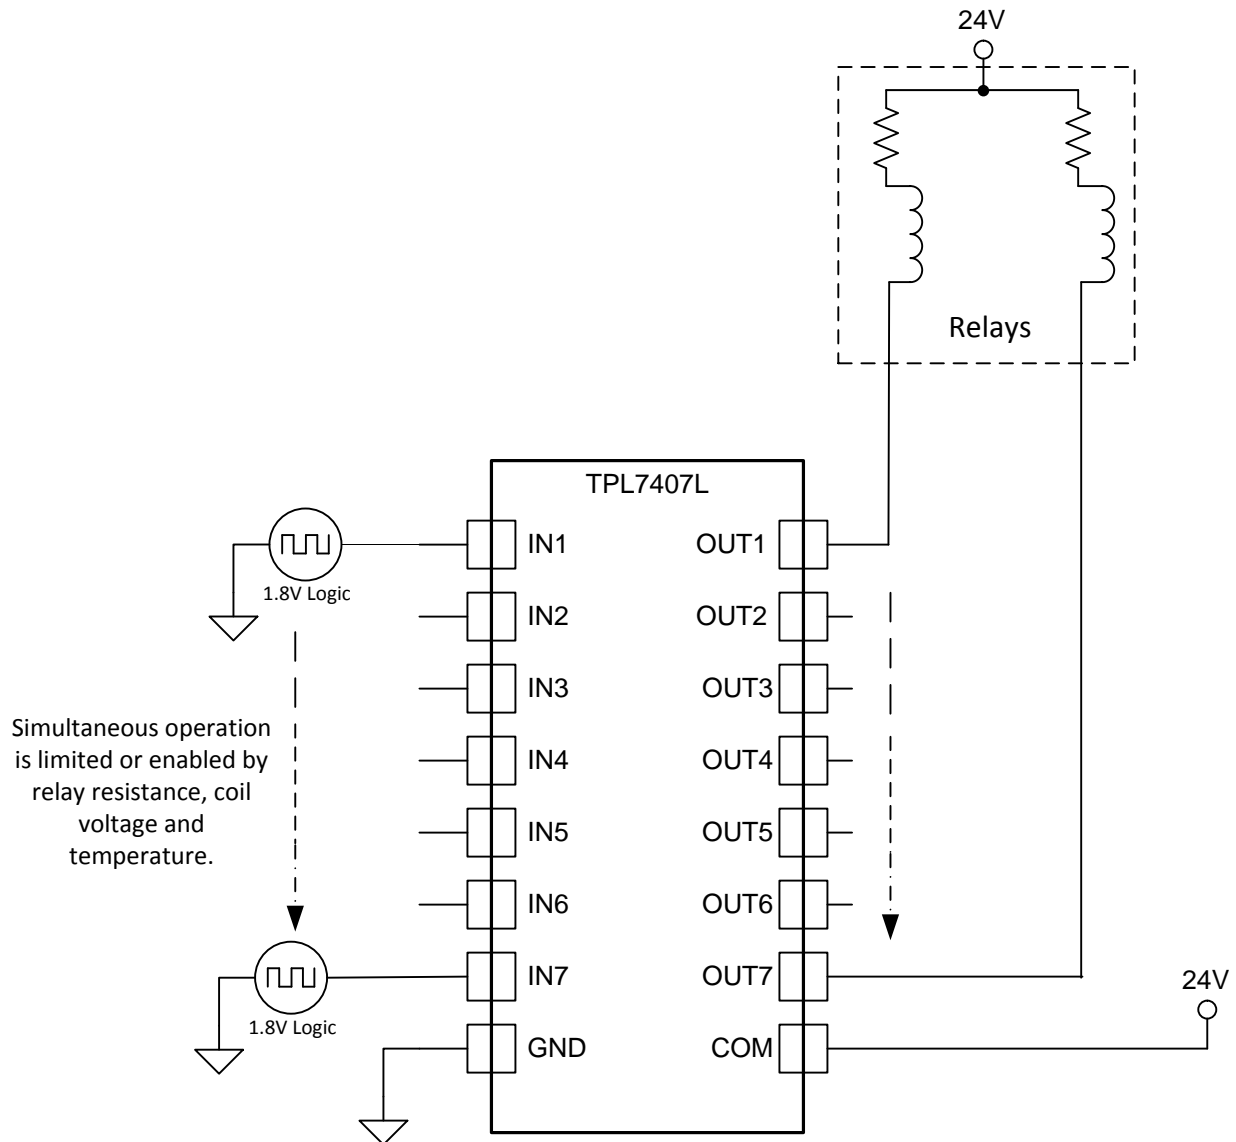 24V
Relays
TPL7407L
IN1
OUT1
1.8V Logic
IN2
OUT2
IN3
OUT3
Simultaneous operation
is limited or enabled by
relay resistance, coil
voltage and
temperature.
IN4
OUT4
IN5
OUT5
IN6
OUT6
IN7
OUT7
1.8V Logic
24V
GND
COM